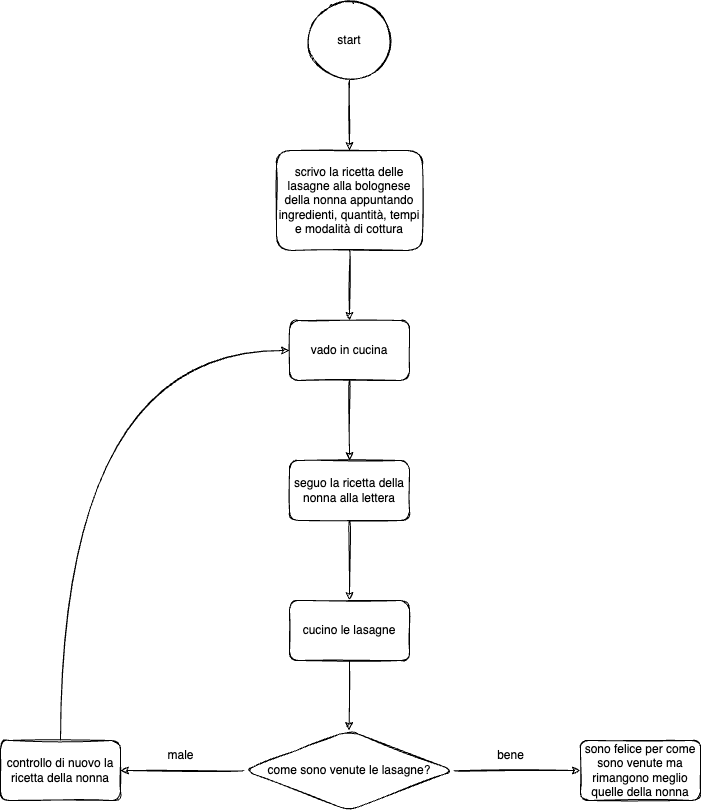 start
scrivo la ricetta delle
lasagne alla bolognese
della nonna appuntando
ingredienti, quantità, tempi
e modalità di cottura
vado in cucina
seguo la ricetta della
nonna alla lettera
cucino le lasagne
come sono venute le lasagne?
male
controllo di nuovo la
ricetta della nonna
bene
sono felice per come
sono venute ma
rimangono meglio
quelle della nonna